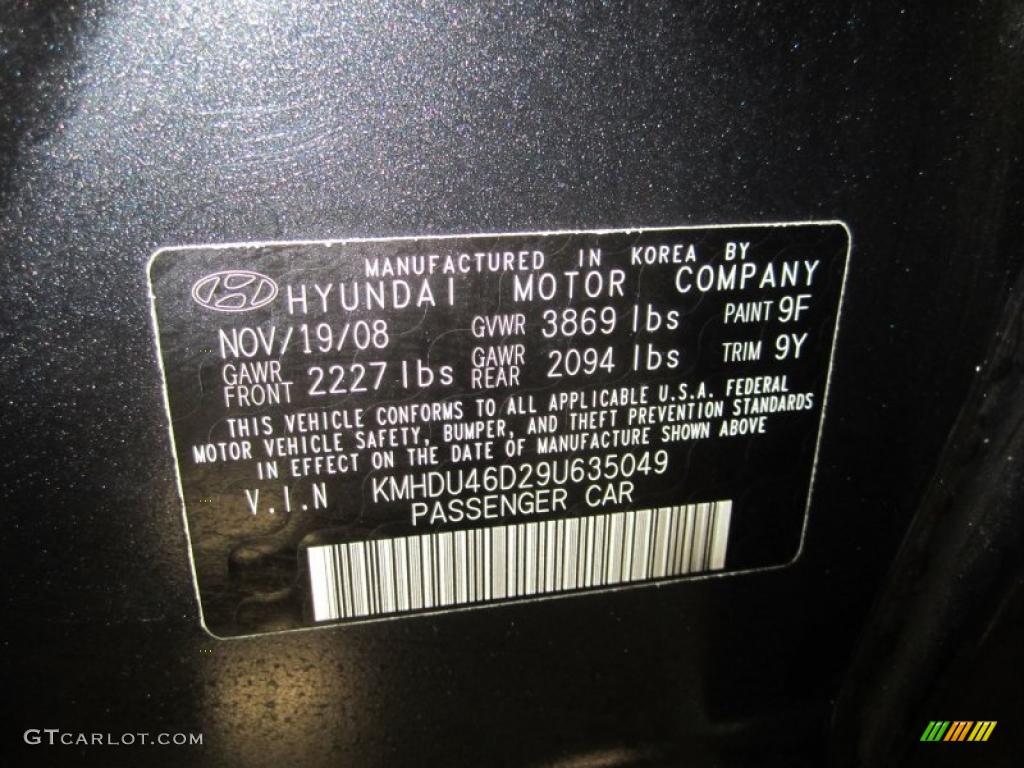 MANUFACTURED IN KOREA BY
HYUNDAI MOTOR COMPANY
NOV/19/08 GVWR 3869 lbs PAINT 9F
GAWR FRONT 2227 lbs GAWR REAR 2094 lbs TRIM 9Y
THIS VEHICLE CONFORMS TO ALL APPLICABLE U.S.A. FEDERAL
MOTOR VEHICLE SAFETY, BUMPER, AND THEFT PREVENTION STANDARDS
IN EFFECT ON THE DATE OF MANUFACTURE SHOWN ABOVE
V.I.N KMHDU46D29U635049
PASSENGER CAR
GTCARLOT.COM